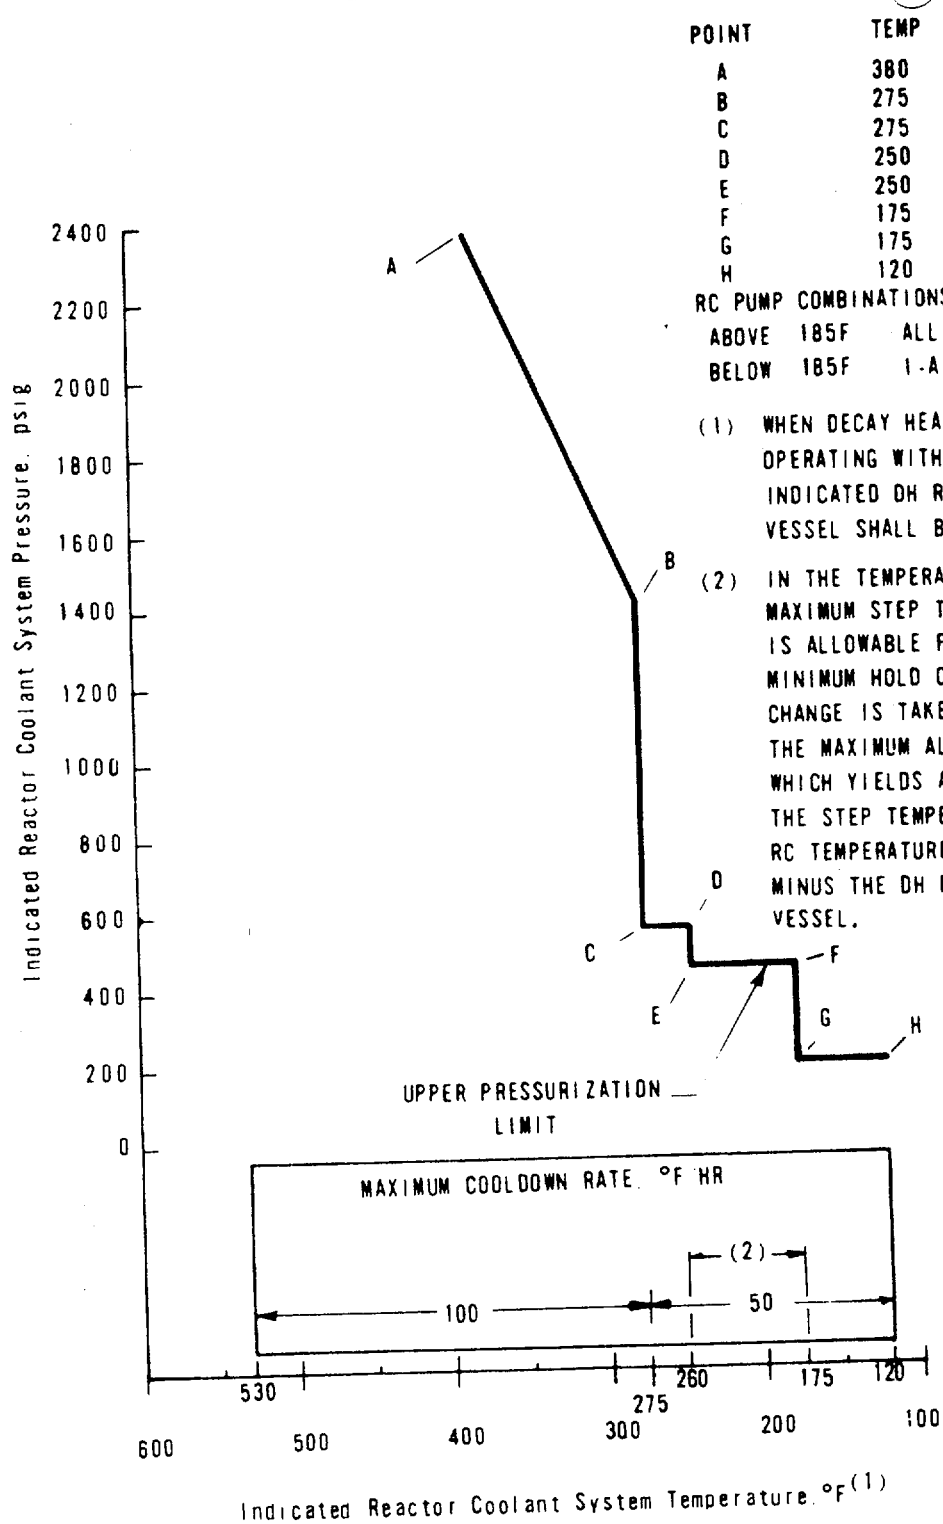 POINT TEMP
A 380
B 275
C 275
D 250
E 250
F 175
G 175
H 120
RC PUMP COMBINATIONS
ABOVE 185F ALL
BELOW 185F 1-A
(1) WHEN DECAY HEA
OPERATING WITH
INDICATED DH R
VESSEL SHALL B
(2) IN THE TEMPERA
MAXIMUM STEP T
IS ALLOWABLE F
MINIMUM HOLD O
CHANGE IS TAKE
THE MAXIMUM AL
WHICH YIELDS A
THE STEP TEMPE
RC TEMPERATURE
MINUS THE DH
VESSEL.
Indicated Reactor Coolant System Pressure. psig
2400
2200
2000
1800
1600
1400
1200
1000
800
600
400
200
0
A
B
C
D
E
F
G
H
UPPER PRESSURIZATION
LIMIT
MAXIMUM COOLDOWN RATE. °F HR
(2)
100
50
530
275
260
175
120
600
500
400
300
200
100
Indicated Reactor Coolant System Temperature. °F(1)